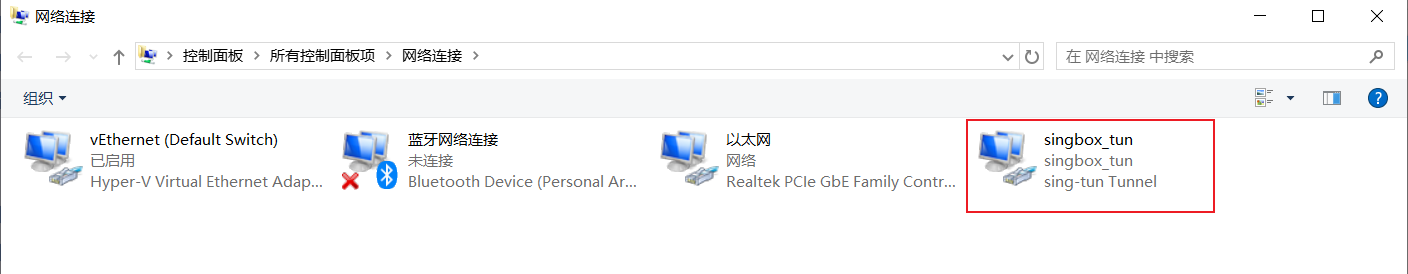 网络连接
控制面板 > 所有控制面板项 > 网络连接 >
在 网络连接 中搜索
组织
vEthernet (Default Switch)
已启用
Hyper-V Virtual Ethernet Adap...
蓝牙网络连接
未连接
Bluetooth Device (Personal Ar...
以太网
网络
Realtek PCIe GbE Family Contr...
singbox_tun
singbox_tun
sing-tun Tunnel